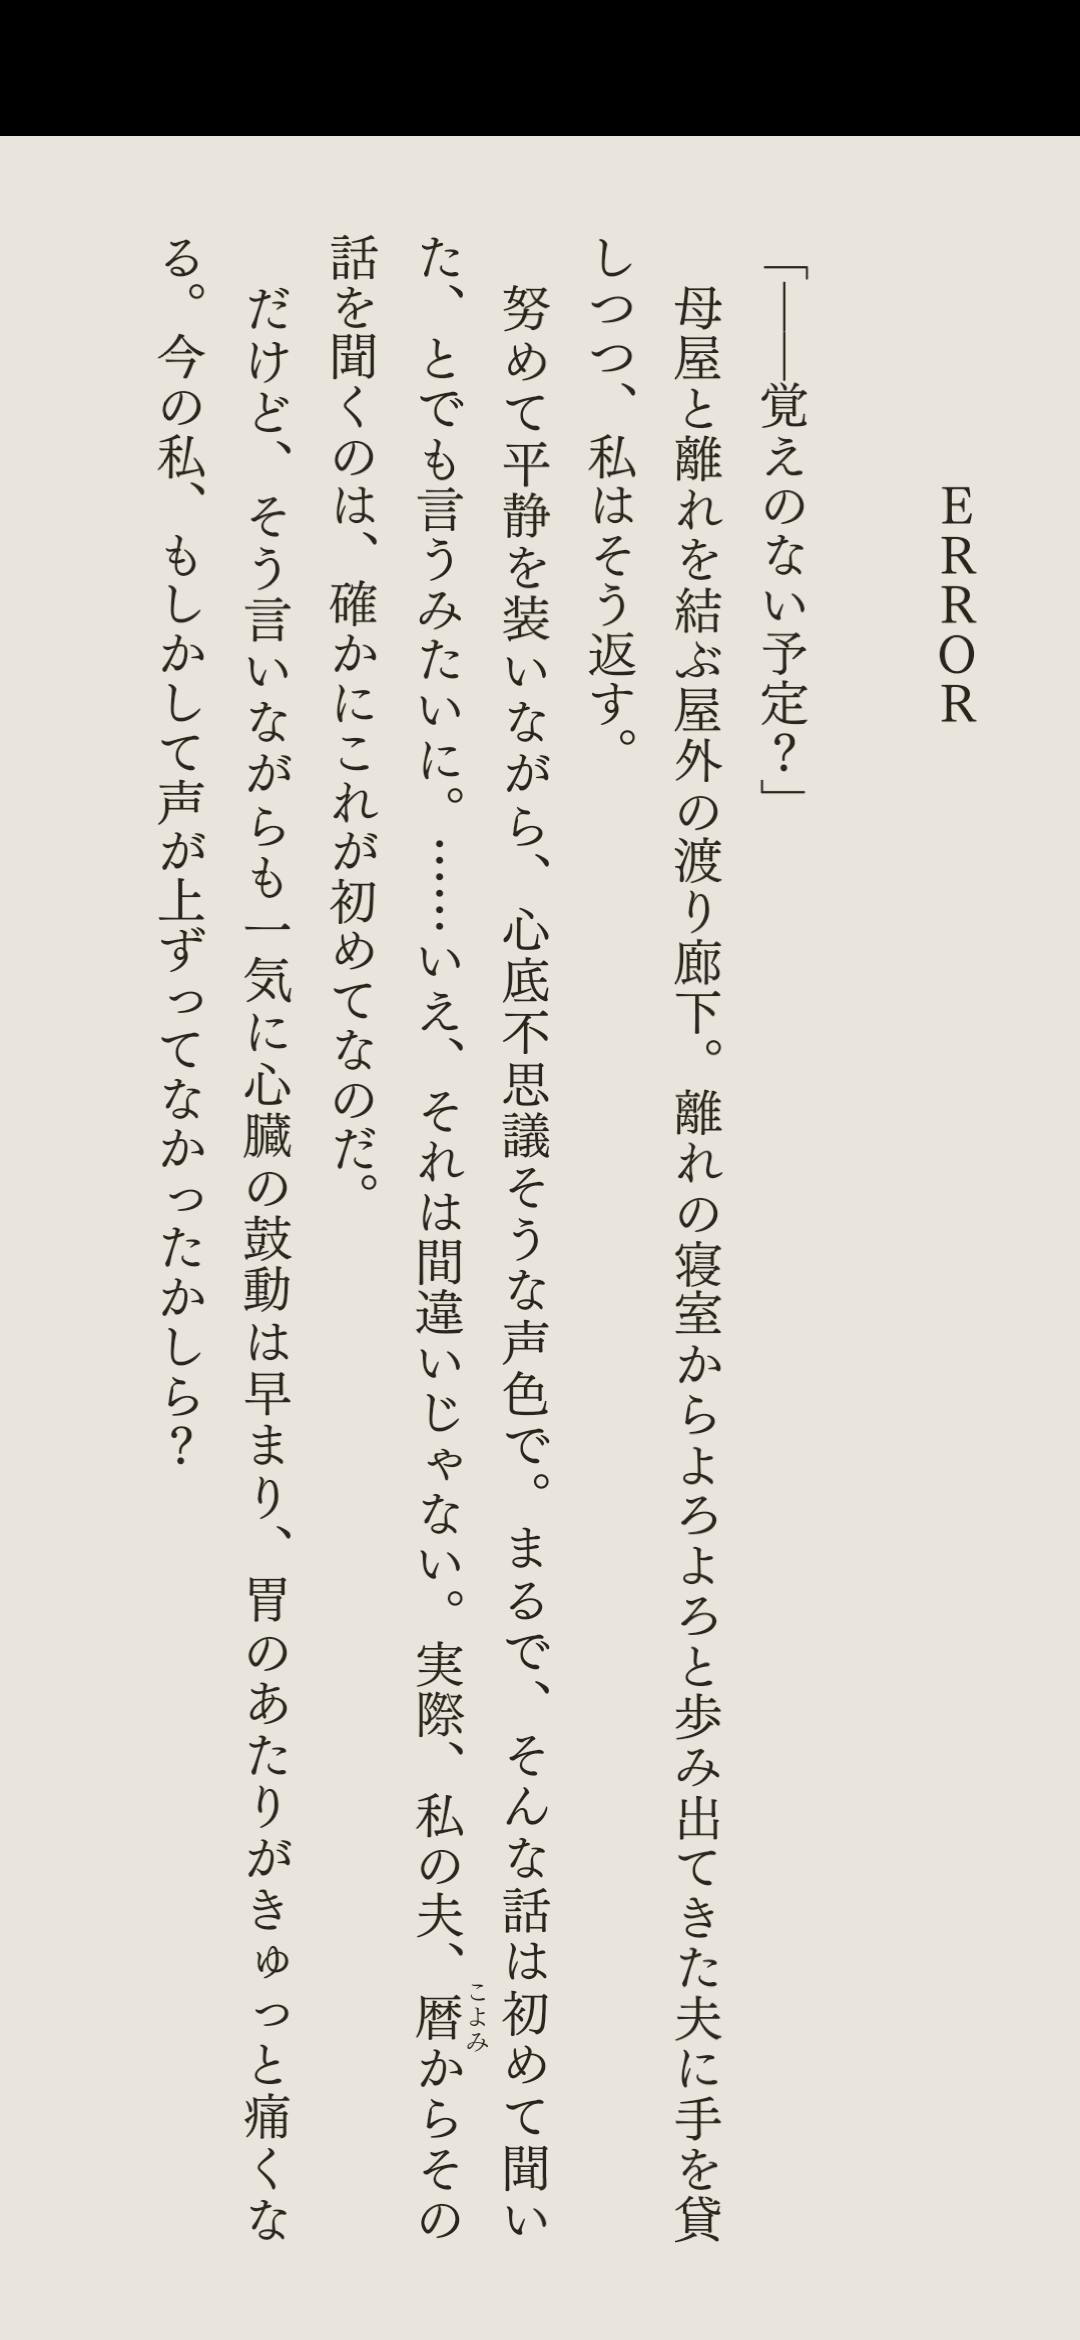 ERROR
「――覚えのない予定？」
　母屋と離れを結ぶ屋外の渡り廊下。離れの寝室からよろよろと歩み出てきた夫に手を貸
しつつ、私はそう返す。
　努めて平静を装いながら、心底不思議そうな声色で。まるで、そんな話は初めて聞い
た、とでも言うみたいに。……いえ、それは間違いじゃない。実際、私の夫、暦からその
こよみ
話を聞くのは、確かにこれが初めてなのだ。
　だけど、そう言いながらも一気に心臓の鼓動は早まり、胃のあたりがきゅっと痛くな
る。今の私、もしかして声が上ずってなかったかしら？